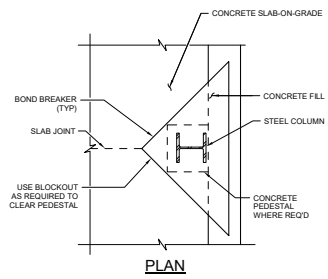 CONCRETE SLAB-ON-GRADE
BOND BREAKER
(TYP)
SLAB JOINT
USE BLOCKOUT
AS REQUIRED TO
CLEAR PEDESTAL
CONCRETE FILL
STEEL COLUMN
CONCRETE
PEDESTAL
WHERE REQ'D
PLAN